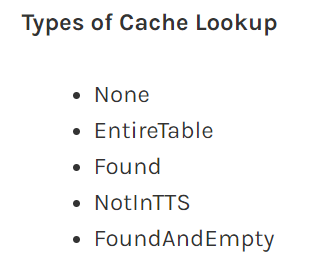 Types of Cache Lookup
• None
• EntireTable
• Found
• NotInTTS
• FoundAndEmpty